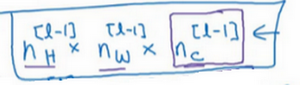 n_H^[l-1] × n_W^[l-1] × n_C^[l-1] ←